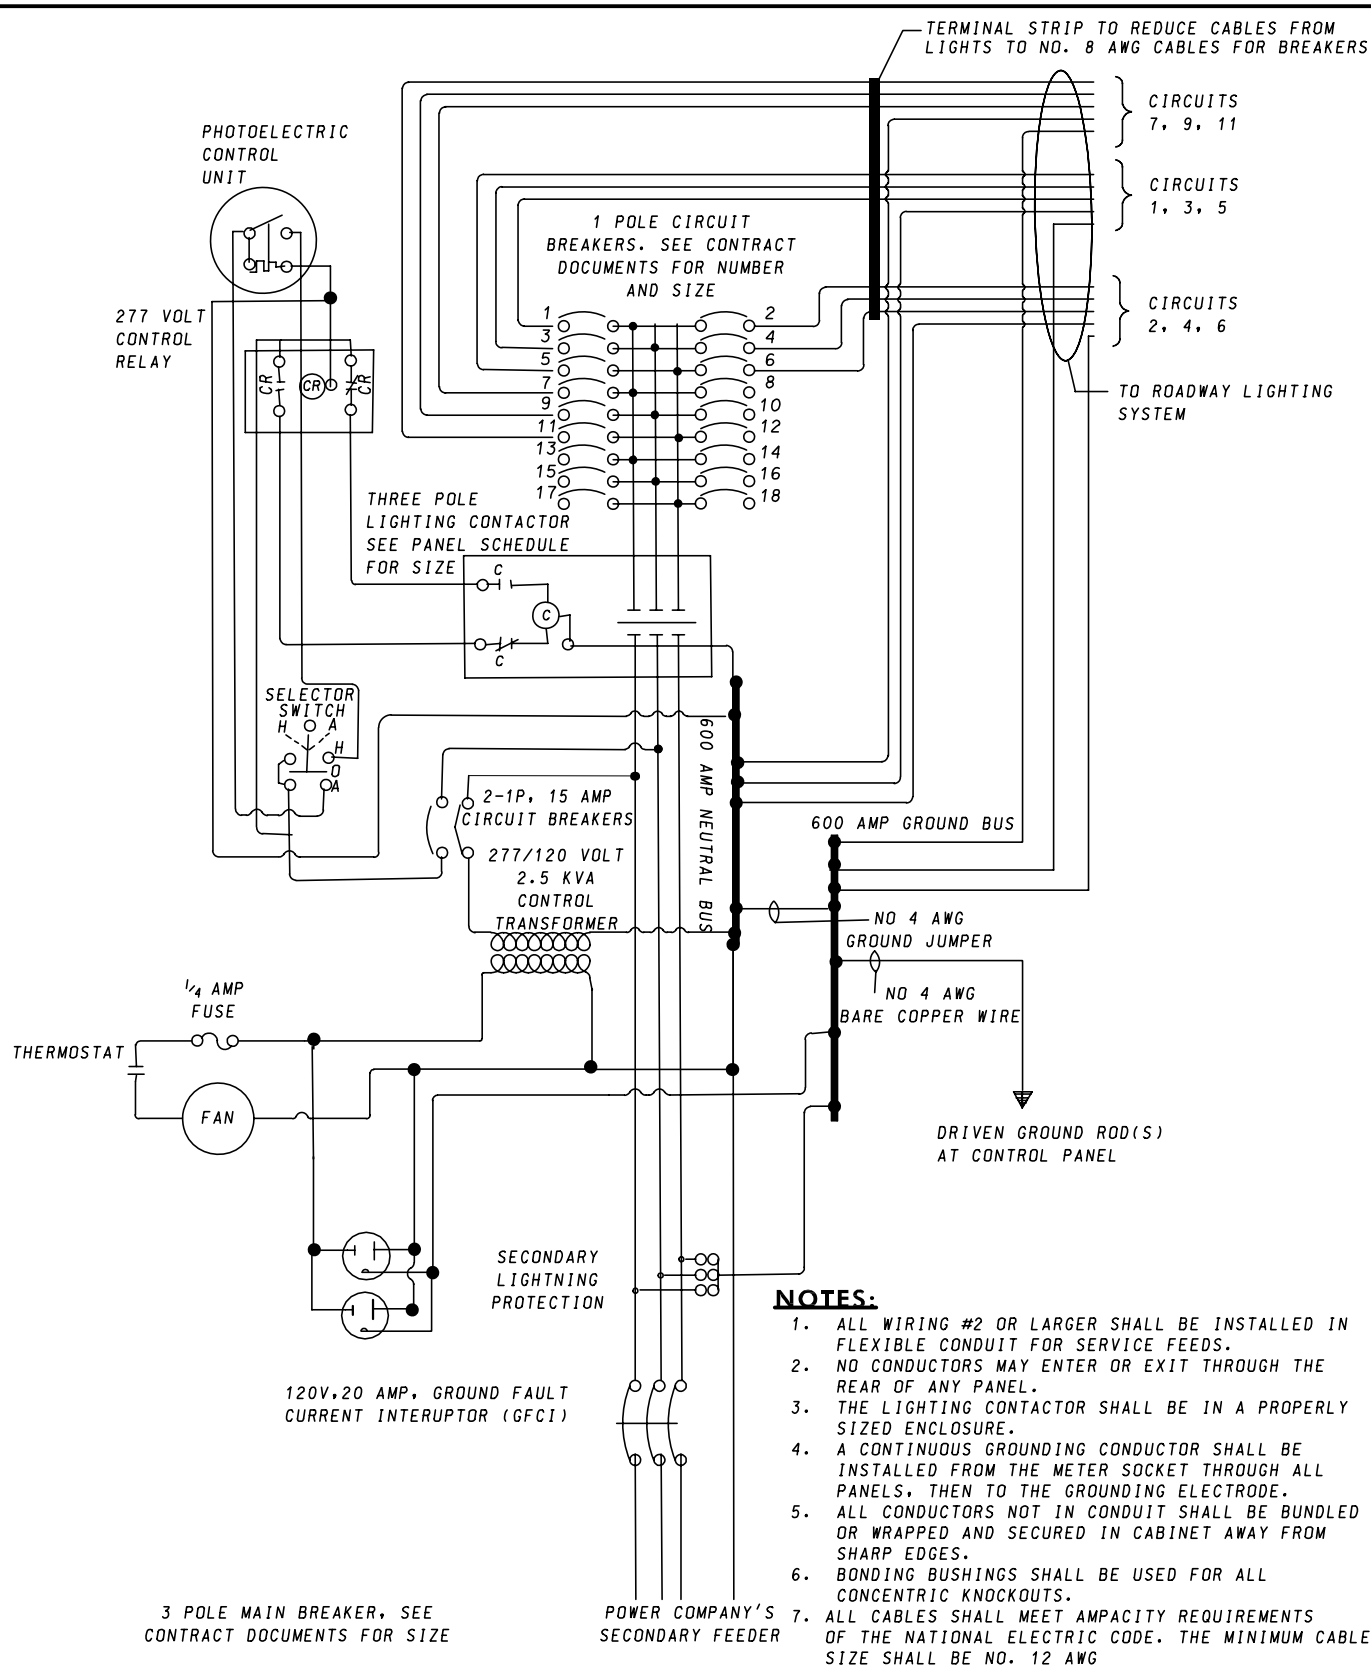 TERMINAL STRIP TO REDUCE CABLES FROM
LIGHTS TO NO. 8 AWG CABLES FOR BREAKERS
CIRCUITS
7, 9, 11
PHOTOELECTRIC
CONTROL
UNIT
CIRCUITS
1, 3, 5
1 POLE CIRCUIT
BREAKERS. SEE CONTRACT
DOCUMENTS FOR NUMBER
AND SIZE
CIRCUITS
2, 4, 6
277 VOLT
CONTROL
RELAY
1 2
3 4
5 6
7 8
9 10
11 12
13 14
15 16
17 18
CR CR CR
TO ROADWAY LIGHTING
SYSTEM
THREE POLE
LIGHTING CONTACTOR
SEE PANEL SCHEDULE
FOR SIZE
C
C
C
SELECTOR
SWITCH
H A
H
O
A
600 AMP NEUTRAL BUS
2-1P, 15 AMP
CIRCUIT BREAKERS
600 AMP GROUND BUS
277/120 VOLT
2.5 KVA
CONTROL
TRANSFORMER
NO 4 AWG
GROUND JUMPER
NO 4 AWG
BARE COPPER WIRE
1/4 AMP
FUSE
THERMOSTAT
FAN
DRIVEN GROUND ROD(S)
AT CONTROL PANEL
SECONDARY
LIGHTNING
PROTECTION
120V,20 AMP, GROUND FAULT
CURRENT INTERUPTOR (GFCI)
3 POLE MAIN BREAKER, SEE
CONTRACT DOCUMENTS FOR SIZE
POWER COMPANY'S
SECONDARY FEEDER
NOTES:
1. ALL WIRING #2 OR LARGER SHALL BE INSTALLED IN
FLEXIBLE CONDUIT FOR SERVICE FEEDS.
2. NO CONDUCTORS MAY ENTER OR EXIT THROUGH THE
REAR OF ANY PANEL.
3. THE LIGHTING CONTACTOR SHALL BE IN A PROPERLY
SIZED ENCLOSURE.
4. A CONTINUOUS GROUNDING CONDUCTOR SHALL BE
INSTALLED FROM THE METER SOCKET THROUGH ALL
PANELS, THEN TO THE GROUNDING ELECTRODE.
5. ALL CONDUCTORS NOT IN CONDUIT SHALL BE BUNDLED
OR WRAPPED AND SECURED IN CABINET AWAY FROM
SHARP EDGES.
6. BONDING BUSHINGS SHALL BE USED FOR ALL
CONCENTRIC KNOCKOUTS.
7. ALL CABLES SHALL MEET AMPACITY REQUIREMENTS
OF THE NATIONAL ELECTRIC CODE. THE MINIMUM CABLE
SIZE SHALL BE NO. 12 AWG